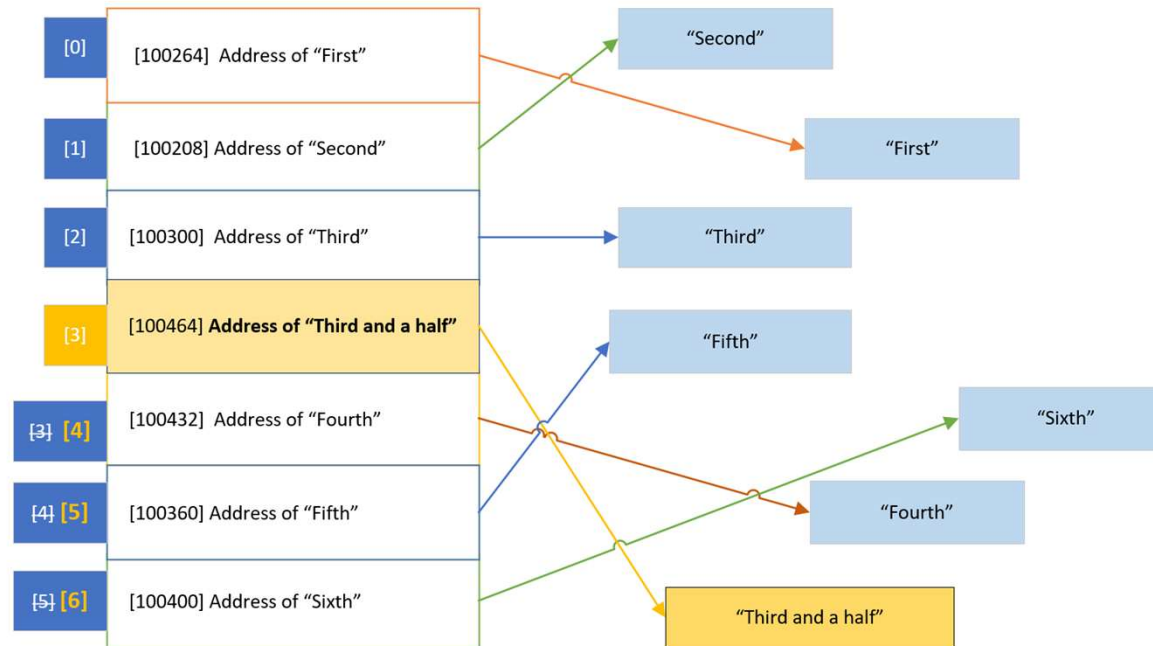 [0]
[100264] Address of “First”
“Second”
[1]
[100208] Address of “Second”
“First”
[2]
[100300] Address of “Third”
“Third”
[3]
[100464] Address of “Third and a half”
“Fifth”
[3] [4]
[100432] Address of “Fourth”
“Sixth”
[4] [5]
[100360] Address of “Fifth”
“Fourth”
[5] [6]
[100400] Address of “Sixth”
“Third and a half”